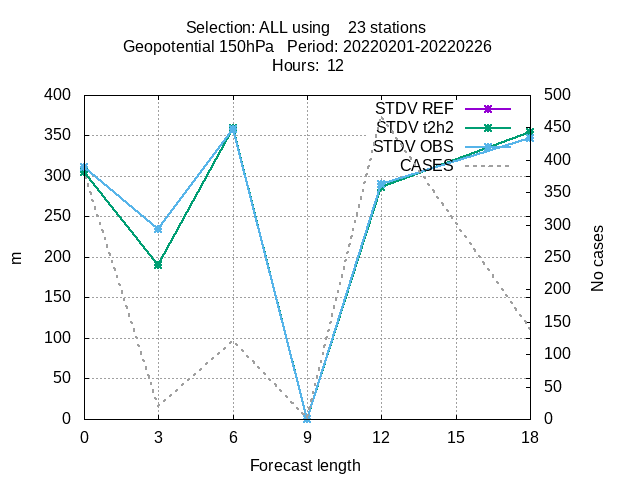 Selection: ALL using    23 stations
Geopotential 150hPa   Period: 20220201-20220226
Hours:  12
400
350
300
250
200
150
100
50
0
m
500
450
400
350
300
250
200
150
100
50
0
No cases
STDV REF
STDV t2h2
STDV OBS
CASES
0 3 6 9 12 15 18
Forecast length